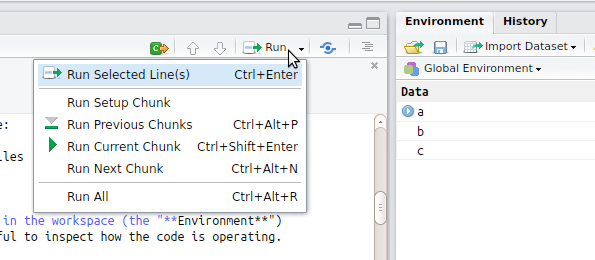 Environment History
Run
Import Dataset
Global Environment
Run Selected Line(s) Ctrl+Enter
Run Setup Chunk
Run Previous Chunks Ctrl+Alt+P
Run Current Chunk Ctrl+Shift+Enter
Run Next Chunk Ctrl+Alt+N
Run All Ctrl+Alt+R
Data
a
b
c
e:
iles
in the workspace (the "**Environment**")
ful to inspect how the code is operating.